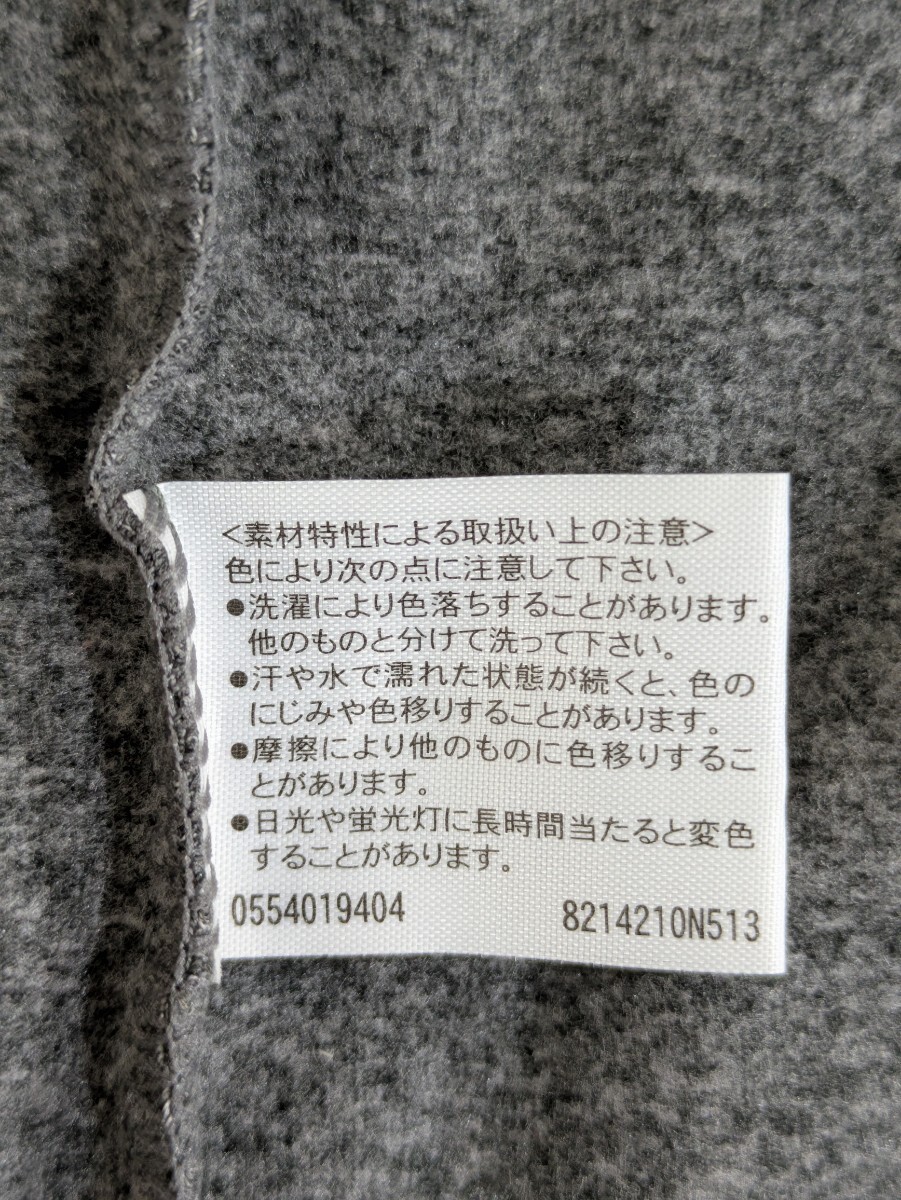 <素材特性による取扱い上の注意>
色により次の点に注意して下さい。
●洗濯により色落ちすることがあります。
他のものと分けて洗って下さい。
●汗や水で濡れた状態が続くと、色の
にじみや色移りすることがあります。
●摩擦により他のものに色移りするこ
とがあります。
●日光や蛍光灯に長時間当たると変色
することがあります。
0554019404 8214210N513